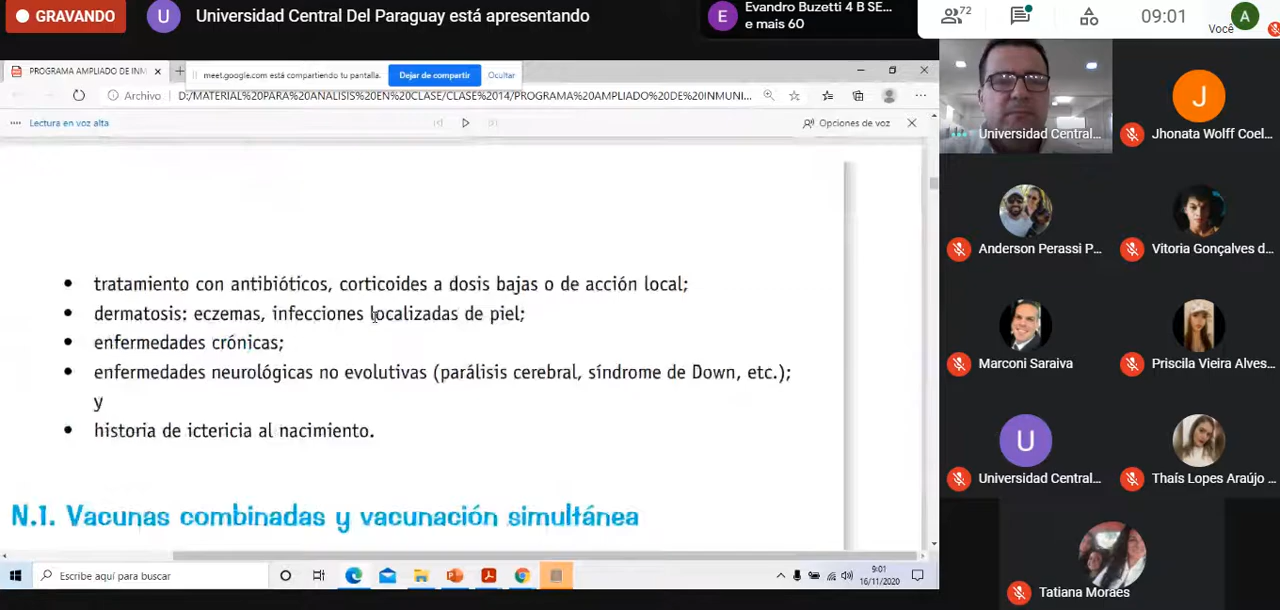 GRAVANDO
U
Universidad Central Del Paraguay está apresentando
E
Evandro Buzetti 4 B SE...
e mais 60
72
09:01
Você
A
PROGRAMA AMPLIADO DE INM
meet.google.com está compartiendo tu pantalla.
Dejar de compartir
Ocultar
Archivo
D:/MATERIAL%20PARA%20ANALISIS%20EN%20CLASE/CLASE%2014/PROGRAMA%20AMPLIADO%20DE%20INMUNI...
Lectura en voz alta
Opciones de voz
• tratamiento con antibióticos, corticoides a dosis bajas o de acción local;
• dermatosis: eczemas, infecciones localizadas de piel;
• enfermedades crónicas;
• enfermedades neurológicas no evolutivas (parálisis cerebral, síndrome de Down, etc.);
y
• historia de ictericia al nacimiento.
N.1. Vacunas combinadas y vacunación simultánea
Escribe aquí para buscar
9:01
16/11/2020
Universidad Central...
J
Jhonata Wolff Coel...
Anderson Perassi P...
Vitoria Gonçalves d...
Marconi Saraiva
Priscila Vieira Alves...
U
Universidad Central...
Thaís Lopes Araújo ...
Tatiana Moraes